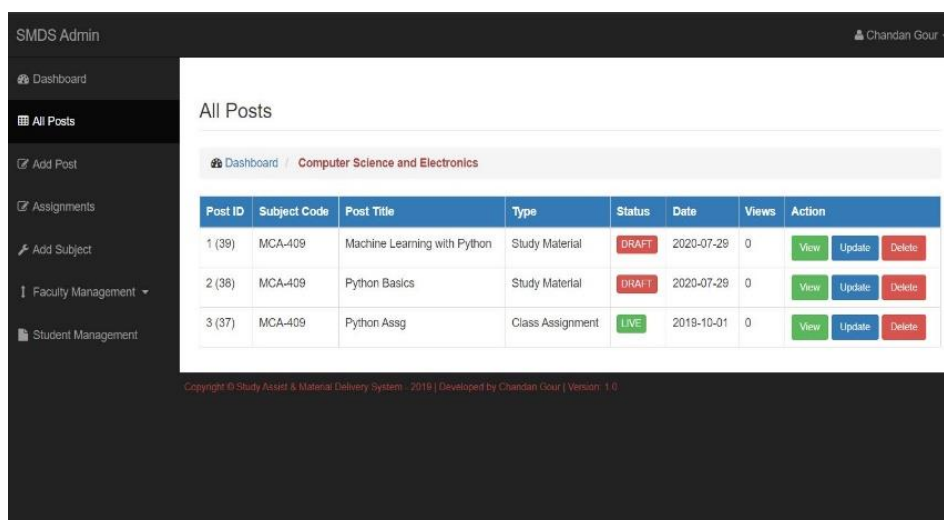 SMDS Admin
Chandan Gour
Dashboard
All Posts
Add Post
Assignments
Add Subject
Faculty Management
Student Management
All Posts
Dashboard / Computer Science and Electronics
Post ID Subject Code Post Title Type Status Date Views Action
1 (39) MCA-409 Machine Learning with Python Study Material DRAFT 2020-07-29 0 View Update Delete
2 (38) MCA-409 Python Basics Study Material DRAFT 2020-07-29 0 View Update Delete
3 (37) MCA-409 Python Assg Class Assignment LIVE 2019-10-01 0 View Update Delete
Copyright © Study Assist & Material Delivery System - 2019 | Developed by Chandan Gour | Version: 1.0